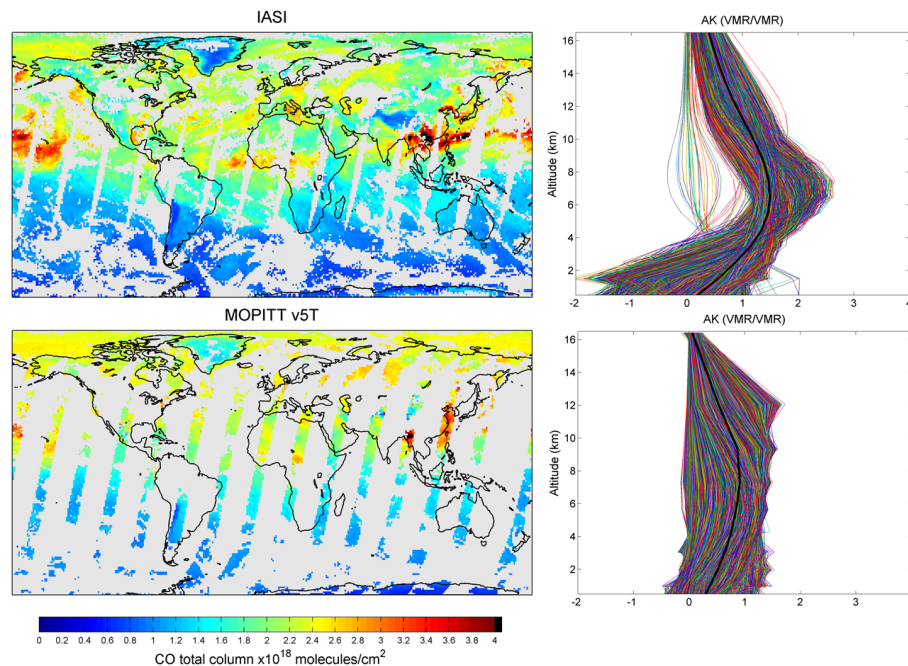 IASI
AK (VMR/VMR)
16
14
12
10
8
6
4
2
Altitude (km)
-2 -1 0 1 2 3 4
MOPITT v5T
AK (VMR/VMR)
16
14
12
10
8
6
4
2
Altitude (km)
-2 -1 0 1 2 3
0 0.2 0.4 0.6 0.8 1 1.2 1.4 1.6 1.8 2 2.2 2.4 2.6 2.8 3 3.2 3.4 3.6 3.8 4
CO total column x10¹⁸ molecules/cm²